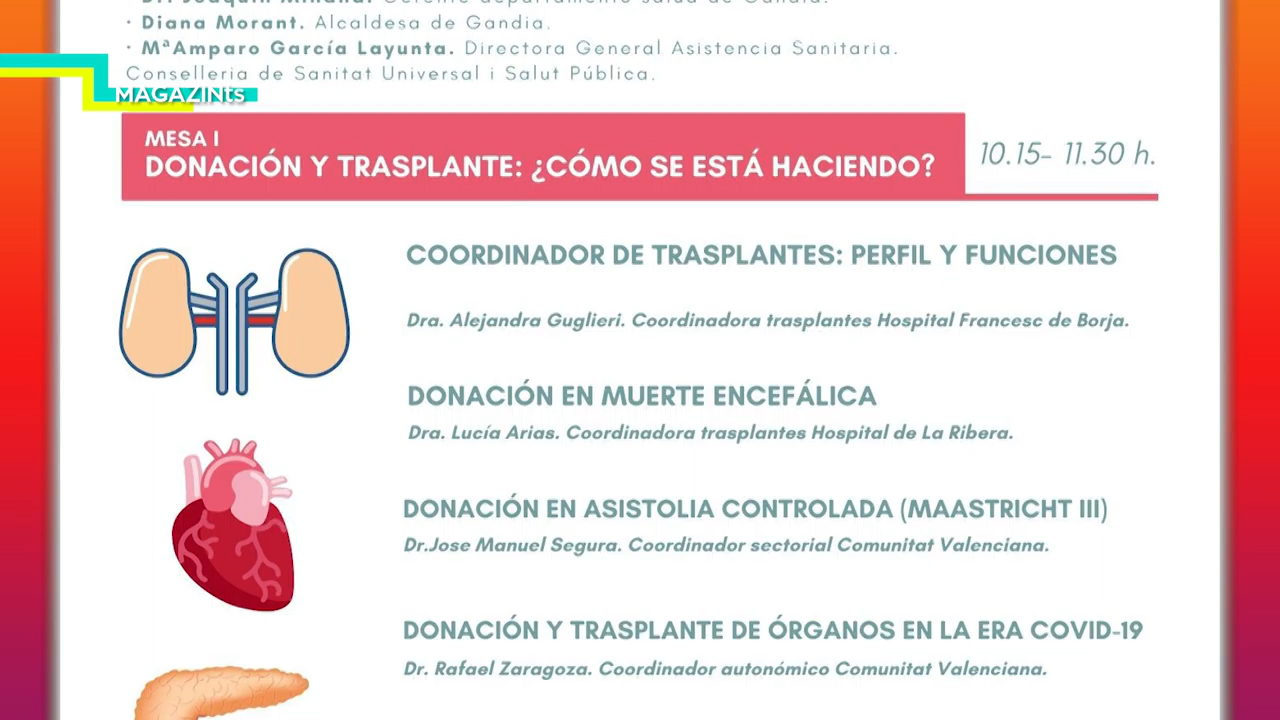 · Diana Morant. Alcaldesa de Gandia.
· MªAmparo García Layunta. Directora General Asistencia Sanitaria.
Conselleria de Sanitat Universal i Salut Pública.
MAGAZINts
MESA I
DONACIÓN Y TRASPLANTE: ¿CÓMO SE ESTÁ HACIENDO?
10.15- 11.30 h.
COORDINADOR DE TRASPLANTES: PERFIL Y FUNCIONES
Dra. Alejandra Guglieri. Coordinadora trasplantes Hospital Francesc de Borja.
DONACIÓN EN MUERTE ENCEFÁLICA
Dra. Lucía Arias. Coordinadora trasplantes Hospital de La Ribera.
DONACIÓN EN ASISTOLIA CONTROLADA (MAASTRICHT III)
Dr.Jose Manuel Segura. Coordinador sectorial Comunitat Valenciana.
DONACIÓN Y TRASPLANTE DE ÓRGANOS EN LA ERA COVID-19
Dr. Rafael Zaragoza. Coordinador autonómico Comunitat Valenciana.